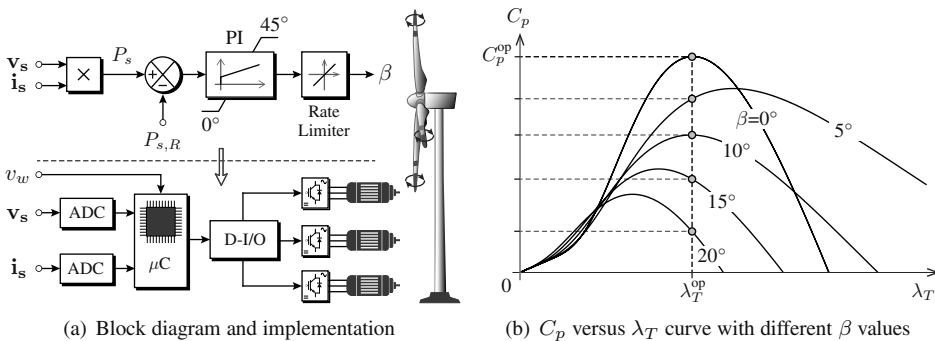 PI
45°
v_s
i_s
×
P_s
+
−
0°
P_{s,R}
Rate
Limiter
β
v_w
v_s
ADC
i_s
ADC
μC
D-I/O
(a) Block diagram and implementation
C_p
C_p^{op}
β=0°
5°
10°
15°
20°
0
λ_T^{op}
λ_T
(b) C_p versus λ_T curve with different β values